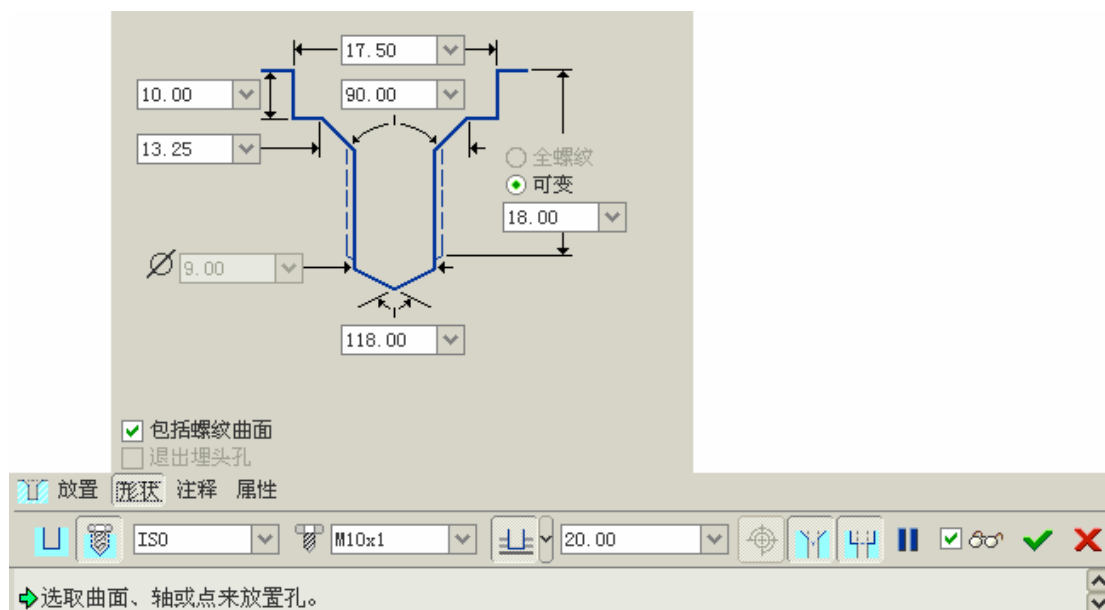 17.50
10.00
90.00
13.25
全螺纹
可变
18.00
Ø 9.00
118.00
包括螺纹曲面
退出埋头孔
放置 形状 注释 属性
ISO M10x1 20.00
选取曲面、轴或点来放置孔。